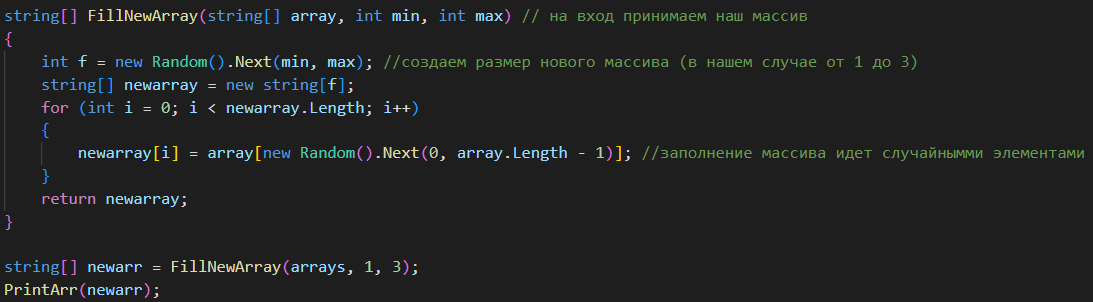 string[] FillNewArray(string[] array, int min, int max) // на вход принимаем наш массив
{
    int f = new Random().Next(min, max); //создаем размер нового массива (в нашем случае от 1 до 3)
    string[] newarray = new string[f];
    for (int i = 0; i < newarray.Length; i++)
    {
        newarray[i] = array[new Random().Next(0, array.Length - 1)]; //заполнение массива идет случайнымми элементами
    }
    return newarray;
}

string[] newarr = FillNewArray(arrays, 1, 3);
PrintArr(newarr);